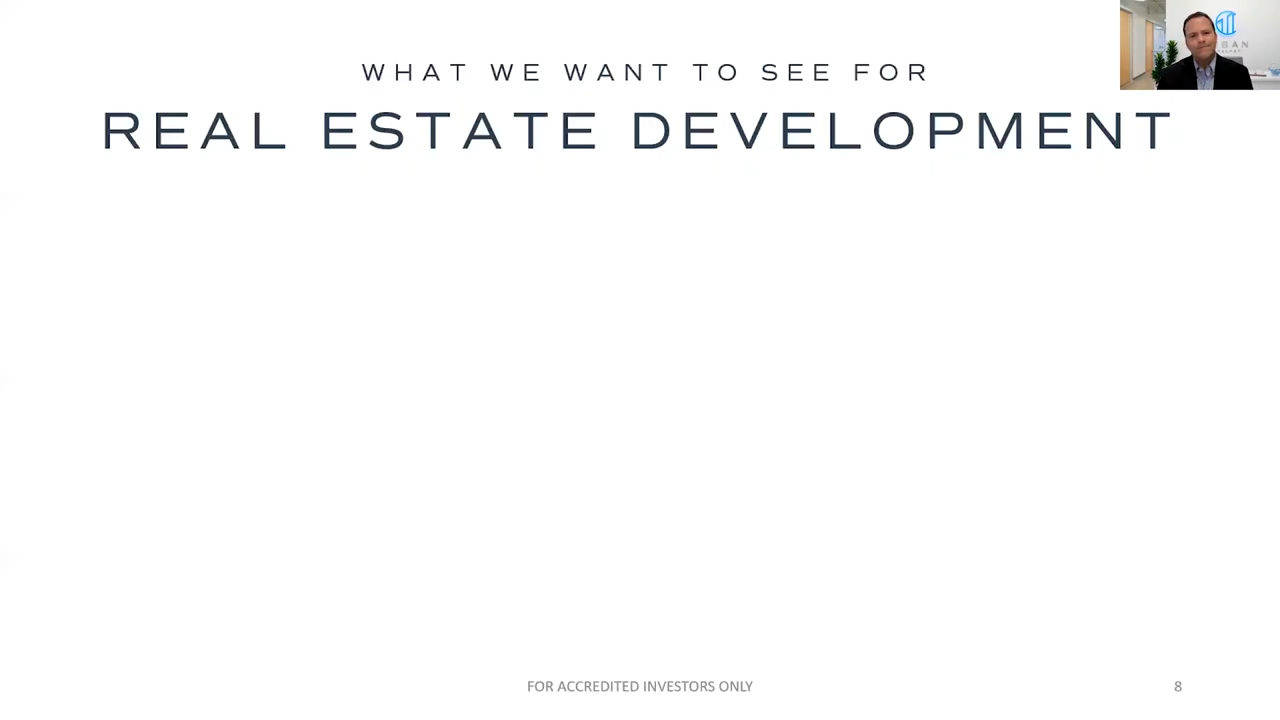 WHAT WE WANT TO SEE FOR
REAL ESTATE DEVELOPMENT
FOR ACCREDITED INVESTORS ONLY
8